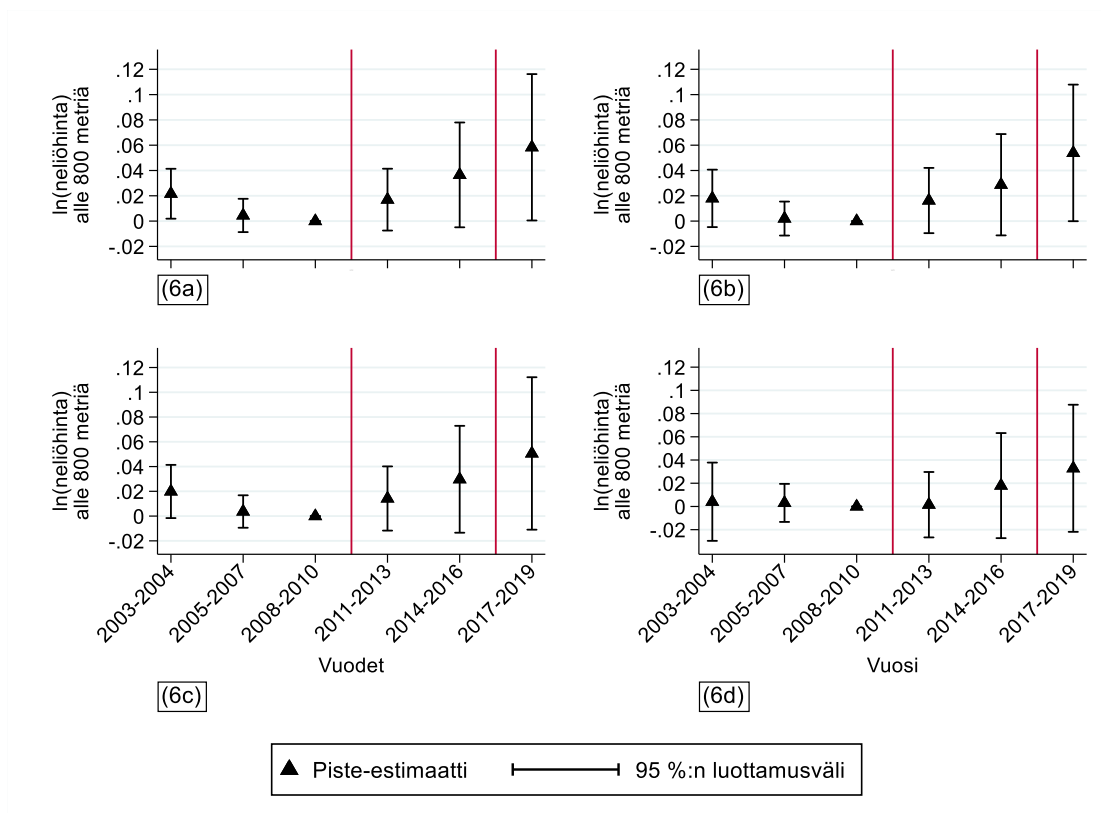 ln(neliöhinta)
alle 800 metriä
.12
.1
.08
.06
.04
.02
0
-.02
(6a)
ln(neliöhinta)
alle 800 metriä
.12
.1
.08
.06
.04
.02
0
-.02
(6b)
ln(neliöhinta)
alle 800 metriä
.12
.1
.08
.06
.04
.02
0
-.02
2003-2004
2005-2007
2008-2010
2011-2013
2014-2016
2017-2019
Vuodet
(6c)
ln(neliöhinta)
alle 800 metriä
.12
.1
.08
.06
.04
.02
0
-.02
2003-2004
2005-2007
2008-2010
2011-2013
2014-2016
2017-2019
Vuosi
(6d)
Piste-estimaatti
95 %:n luottamusväli